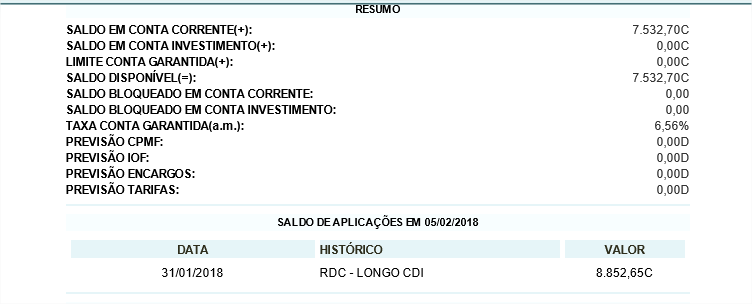 RESUMO
SALDO EM CONTA CORRENTE(+): 7.532,70C
SALDO EM CONTA INVESTIMENTO(+): 0,00C
LIMITE CONTA GARANTIDA(+): 0,00C
SALDO DISPONÍVEL(=): 7.532,70C
SALDO BLOQUEADO EM CONTA CORRENTE: 0,00
SALDO BLOQUEADO EM CONTA INVESTIMENTO: 0,00
TAXA CONTA GARANTIDA(a.m.): 6,56%
PREVISÃO CPMF: 0,00D
PREVISÃO IOF: 0,00D
PREVISÃO ENCARGOS: 0,00D
PREVISÃO TARIFAS: 0,00D
SALDO DE APLICAÇÕES EM 05/02/2018
DATA HISTÓRICO VALOR
31/01/2018 RDC - LONGO CDI 8.852,65C